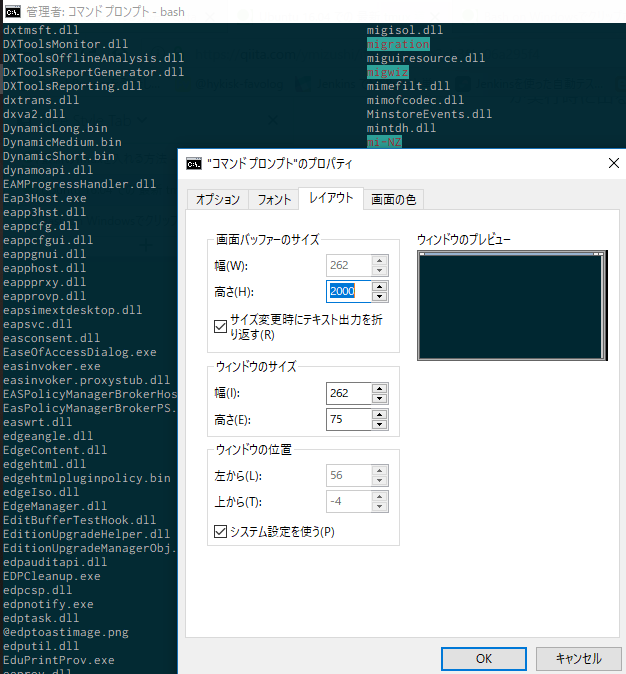 管理者: コマンド プロンプト - bash
dxtmsft.dll
DXToolsMonitor.dll
DXToolsOfflineAnalysis.dll
DxToolsReportGenerator.dll
DXToolsReporting.dll
dxtrans.dll
dxva2.dll
DynamicLong.bin
DynamicMedium.bin
DynamicShort.bin
dynamoapi.dll
EAMProgressHandler.dll
Eap3Host.exe
eapp3hst.dll
eappcfg.dll
eappcfgui.dll
eappgnui.dll
eapphost.dll
eappprxy.dll
eapprovp.dll
eapsimextdesktop.dll
eapsvc.dll
easconsent.dll
EaseOfAccessDialog.exe
easinvoker.exe
easinvoker.proxystub.dll
EASPolicyManagerBrokerHos
EasPolicyManagerBrokerPS.
easwrt.dll
edgeangle.dll
EdgeContent.dll
edgehtml.dll
edgehtmlpluginpolicy.bin
edgeIso.dll
EdgeManager.dll
EditBufferTestHook.dll
EditionUpgradeHelper.dll
EditionUpgradeManagerObj.
edpauditapi.dll
EDPCleanup.exe
edpcsp.dll
edpnotify.exe
edptask.dll
@edptoastimage.png
edputil.dll
EduPrintProv.exe
migisol.dll
migration
miguiresource.dll
migwiz
mimefilt.dll
mimofcodec.dll
MinstoreEvents.dll
mintdh.dll
mi-NZ
"コマンド プロンプト"のプロパティ
オプション
フォント
レイアウト
画面の色
画面バッファーのサイズ
幅(W):
262
高さ(H):
2000
サイズ変更時にテキスト出力を折
り返す(R)
ウィンドウのサイズ
幅(I):
262
高さ(E):
75
ウィンドウの位置
左から(L):
56
上から(T):
-4
システム設定を使う(P)
ウィンドウのプレビュー
OK
キャンセル